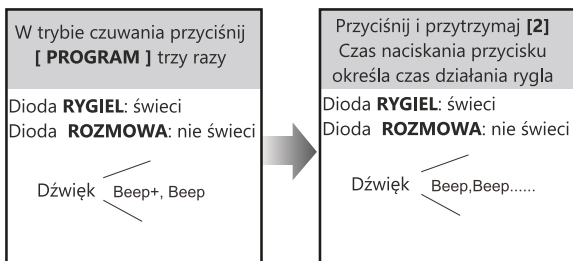 W trybie czuwania przyciśnij
[ PROGRAM ] trzy razy
Dioda RYGIEL: świeci
Dioda ROZMOWA: nie świeci
Dźwięk Beep+, Beep
Przyciśnij i przytrzymaj [2]
Czas naciskania przycisku
określa czas działania rygla
Dioda RYGIEL: świeci
Dioda ROZMOWA: nie świeci
Dźwięk Beep,Beep......